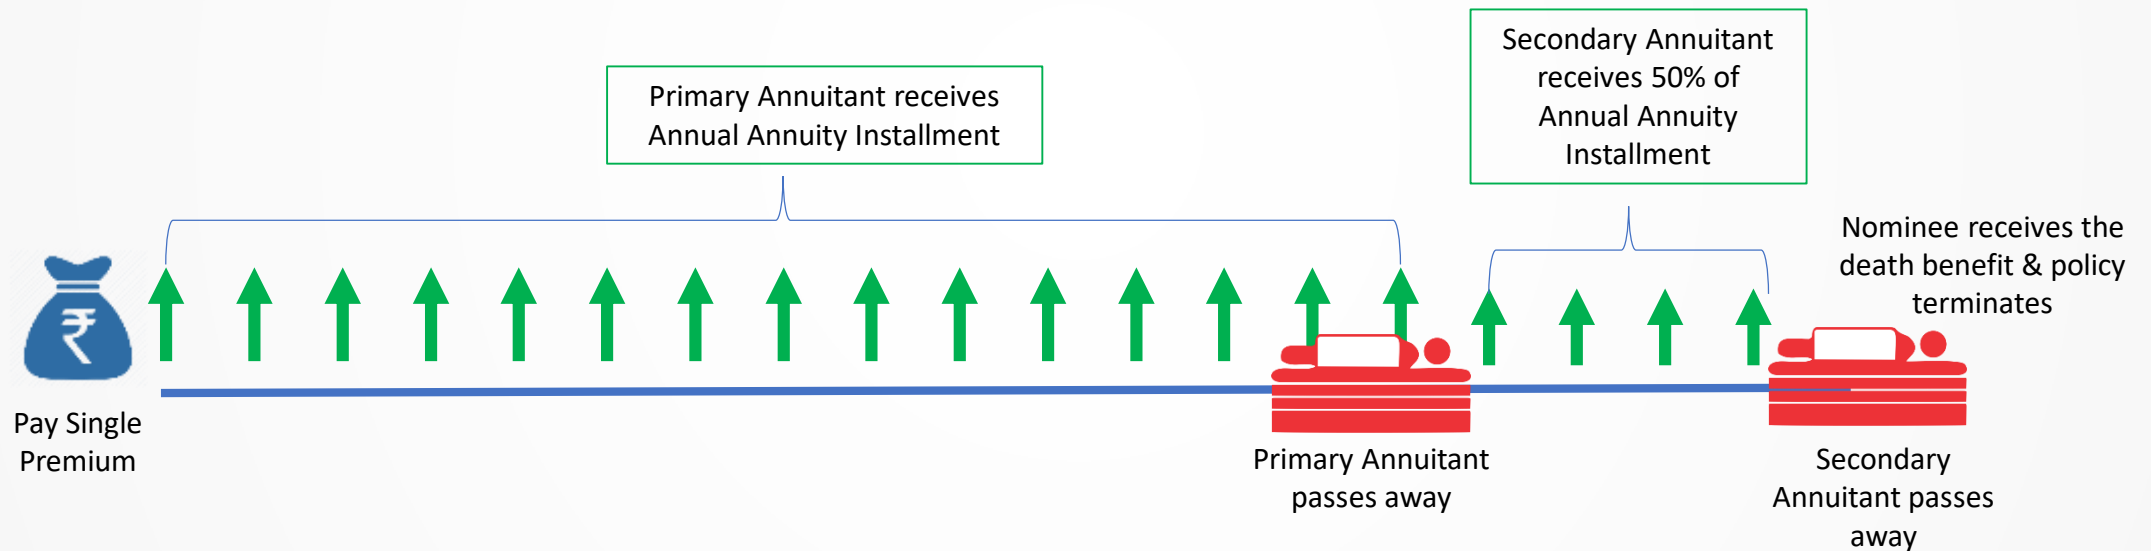 Pay Single
Premium
₹
Primary Annuitant receives
Annual Annuity Installment
Primary Annuitant
passes away
Secondary Annuitant
receives 50% of
Annual Annuity
Installment
Nominee receives the
death benefit & policy
terminates
Secondary
Annuitant passes
away